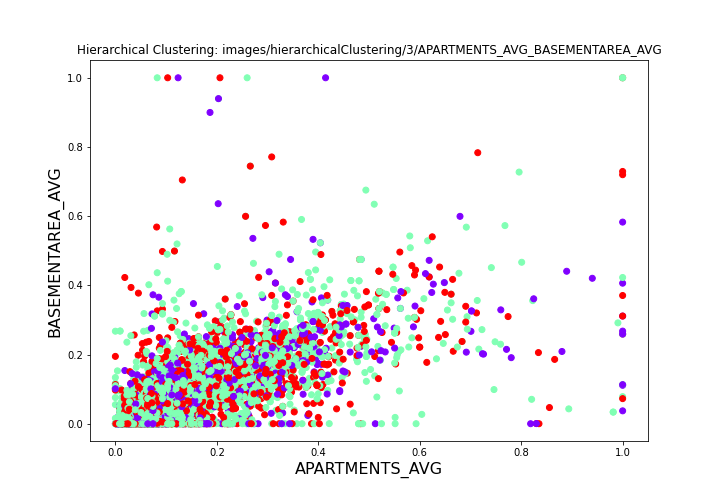 Hierarchical Clustering: images/hierarchicalClustering/3/APARTMENTS_AVG_BASEMENTAREA_AVG
1.0
0.8
0.6
0.4
0.2
0.0
BASEMENTAREA_AVG
0.0 0.2 0.4 0.6 0.8 1.0
APARTMENTS_AVG